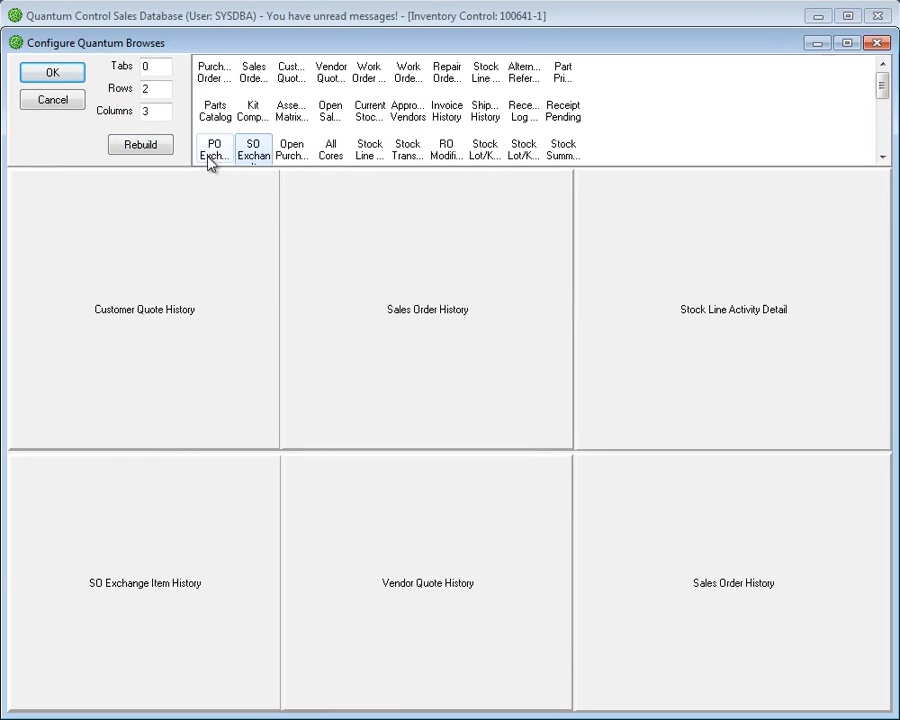 Quantum Control Sales Database (User: SYSDBA) - You have unread messages! - [Inventory Control: 100641-1]
Configure Quantum Browses
OK
Cancel
Tabs 0
Rows 2
Columns 3
Rebuild
Purch... Sales Cust... Vendor Work Work Repair Stock Altern... Part
Order ... Orde... Quot... Quot... Order ... Orde... Orde... Line ... Refer... Pri...
Parts Kit Asse... Open Current Appro... Invoice Ship... Rece... Receipt
Catalog Comp... Matrix... Sal... Stoc... Vendors History History Log ... Pending
PO SO Open All Stock Stock RO Stock Stock Stock
Exch... Exchan Purch... Cores Line ... Trans... Modifi... Lot/K... Lot/K... Summ...
Customer Quote History
Sales Order History
Stock Line Activity Detail
SO Exchange Item History
Vendor Quote History
Sales Order History